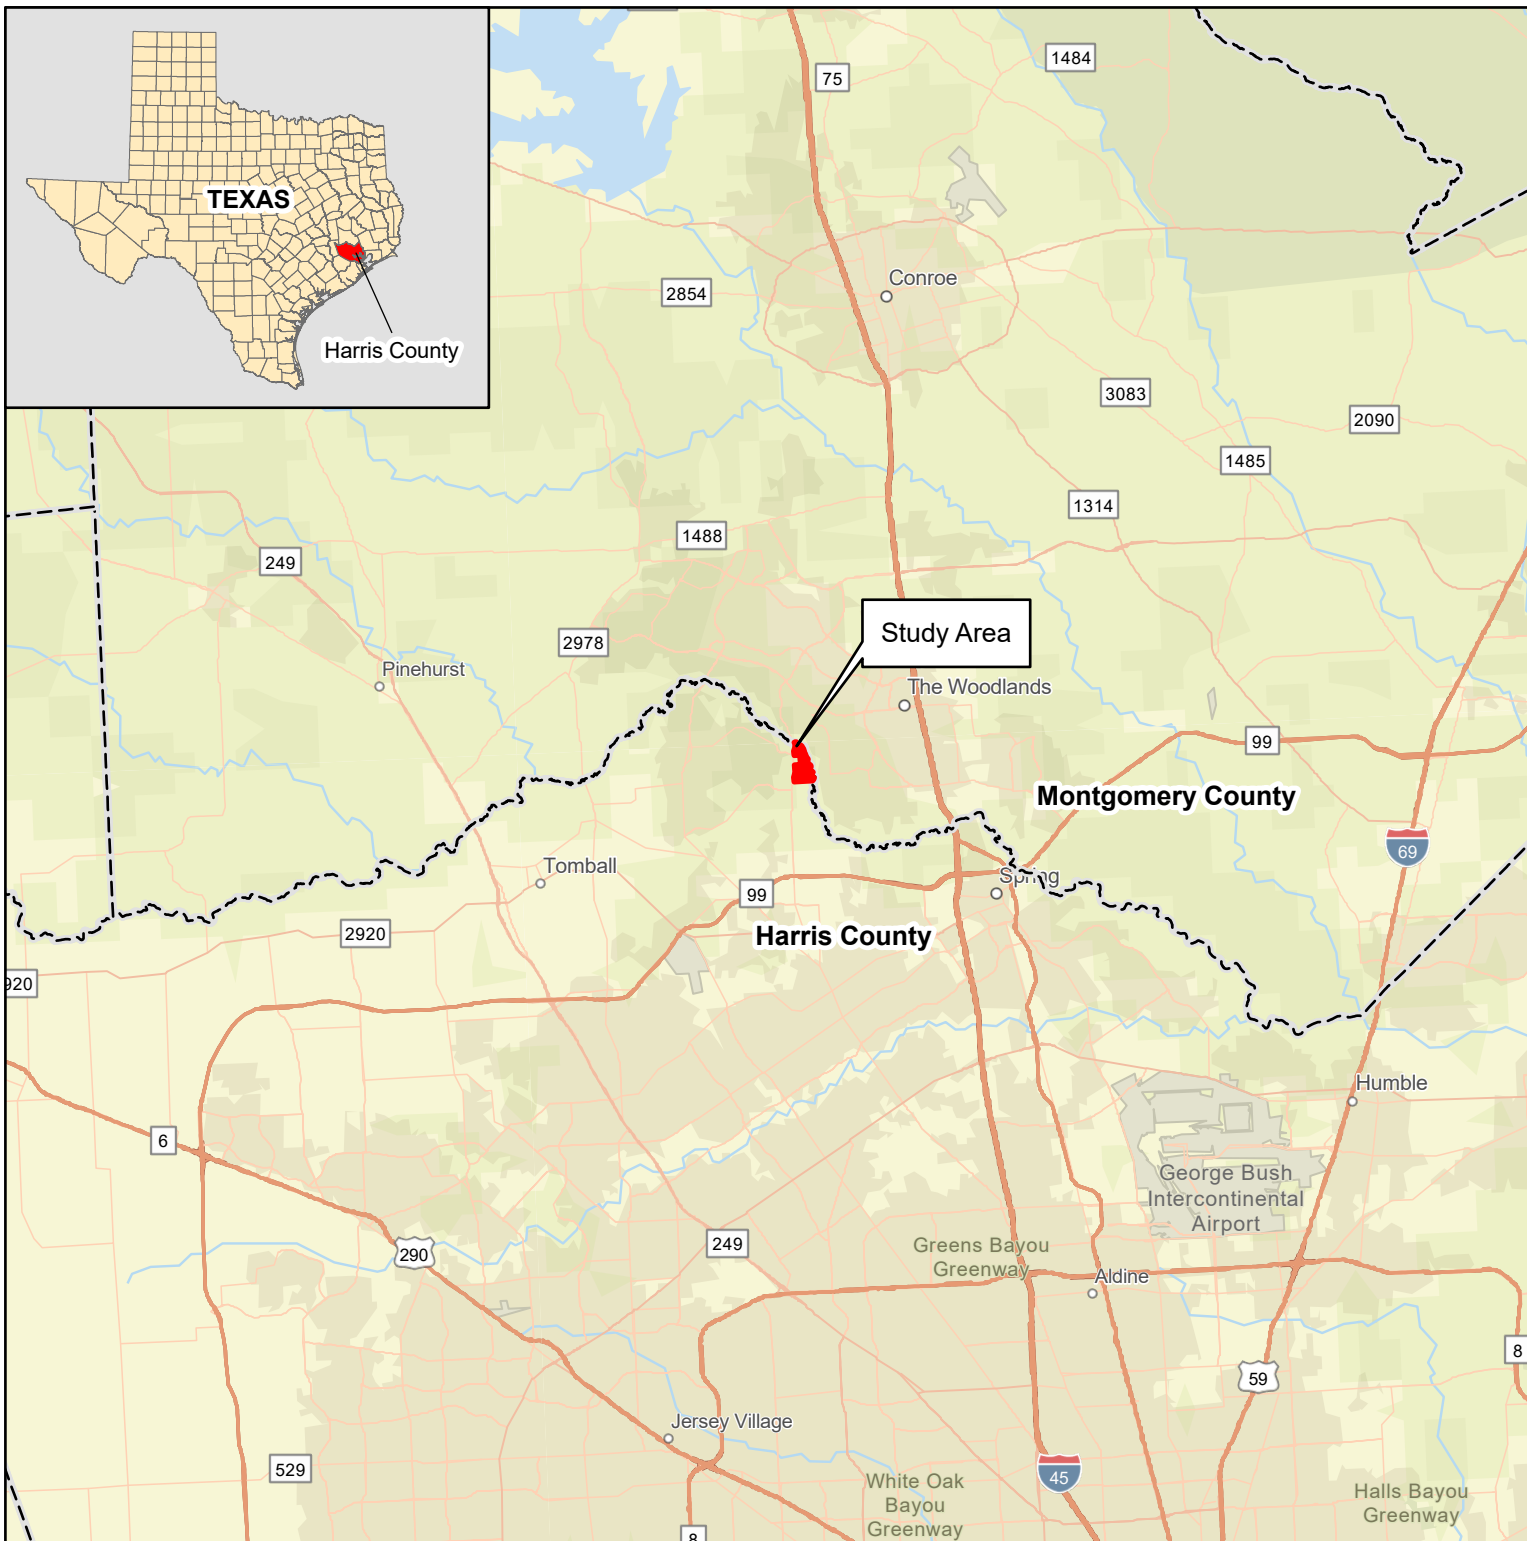 TEXAS
Harris County
75
1484
Conroe
2854
3083
2090
1485
1314
1488
249
2978
Study Area
Pinehurst
The Woodlands
99
Montgomery County
69
Tomball
Spring
99
2920
Harris County
920
Humble
6
George Bush
Intercontinental
Airport
290
249
Greens Bayou
Greenway
Aldine
8
59
Jersey Village
529
45
White Oak
Bayou
Greenway
Halls Bayou
Greenway
8